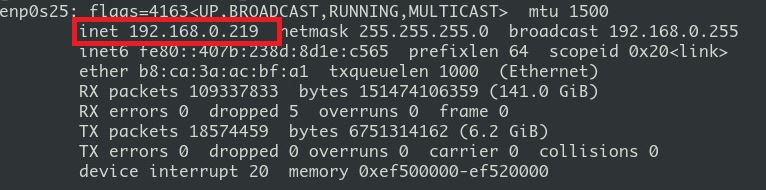 enp0s25: flags=4163<UP,BROADCAST,RUNNING,MULTICAST>  mtu 1500
inet 192.168.0.219  netmask 255.255.255.0  broadcast 192.168.0.255
inet6 fe80::407b:238d:8d1e:c565  prefixlen 64  scopeid 0x20<link>
ether b8:ca:3a:ac:bf:a1  txqueuelen 1000  (Ethernet)
RX packets 109337833  bytes 151474106359 (141.0 GiB)
RX errors 0  dropped 5  overruns 0  frame 0
TX packets 18574459  bytes 6751314162 (6.2 GiB)
TX errors 0  dropped 0 overruns 0  carrier 0  collisions 0
device interrupt 20  memory 0xef500000-ef520000